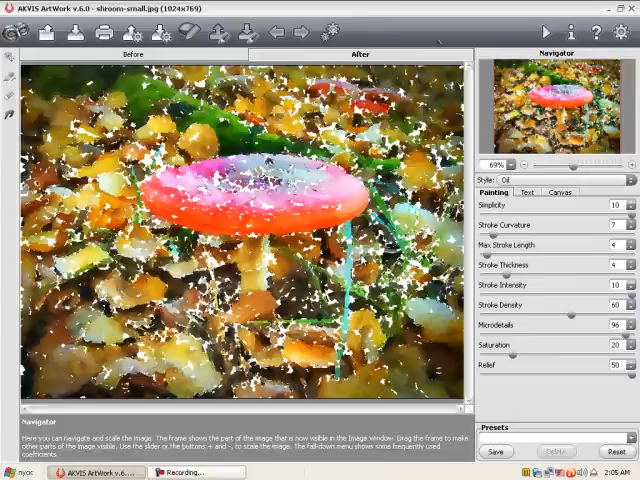 AKVIS ArtWork v.6.0 - shroom-small.jpg (1024x769)
Before
After
Navigator
69%
Style: Oil
Painting Text Canvas
Simplicity 10
Stroke Curvature 7
Max Stroke Length 4
Stroke Thickness 4
Stroke Intensity 10
Stroke Density 60
Microdetails 96
Saturation 20
Relief 50
Navigator
Here you can navigate and scale the image. The frame shows the part of the image that is now visible in the Image Window. Drag the frame to make
other parts of the image visible. Use the slider or the buttons + and -, to scale the image. The fall-down menu shows some frequently used
coefficients.
Presets
Save Delete Reset
пуск AKVIS ArtWork v.6.... Recording... 2:05 AM